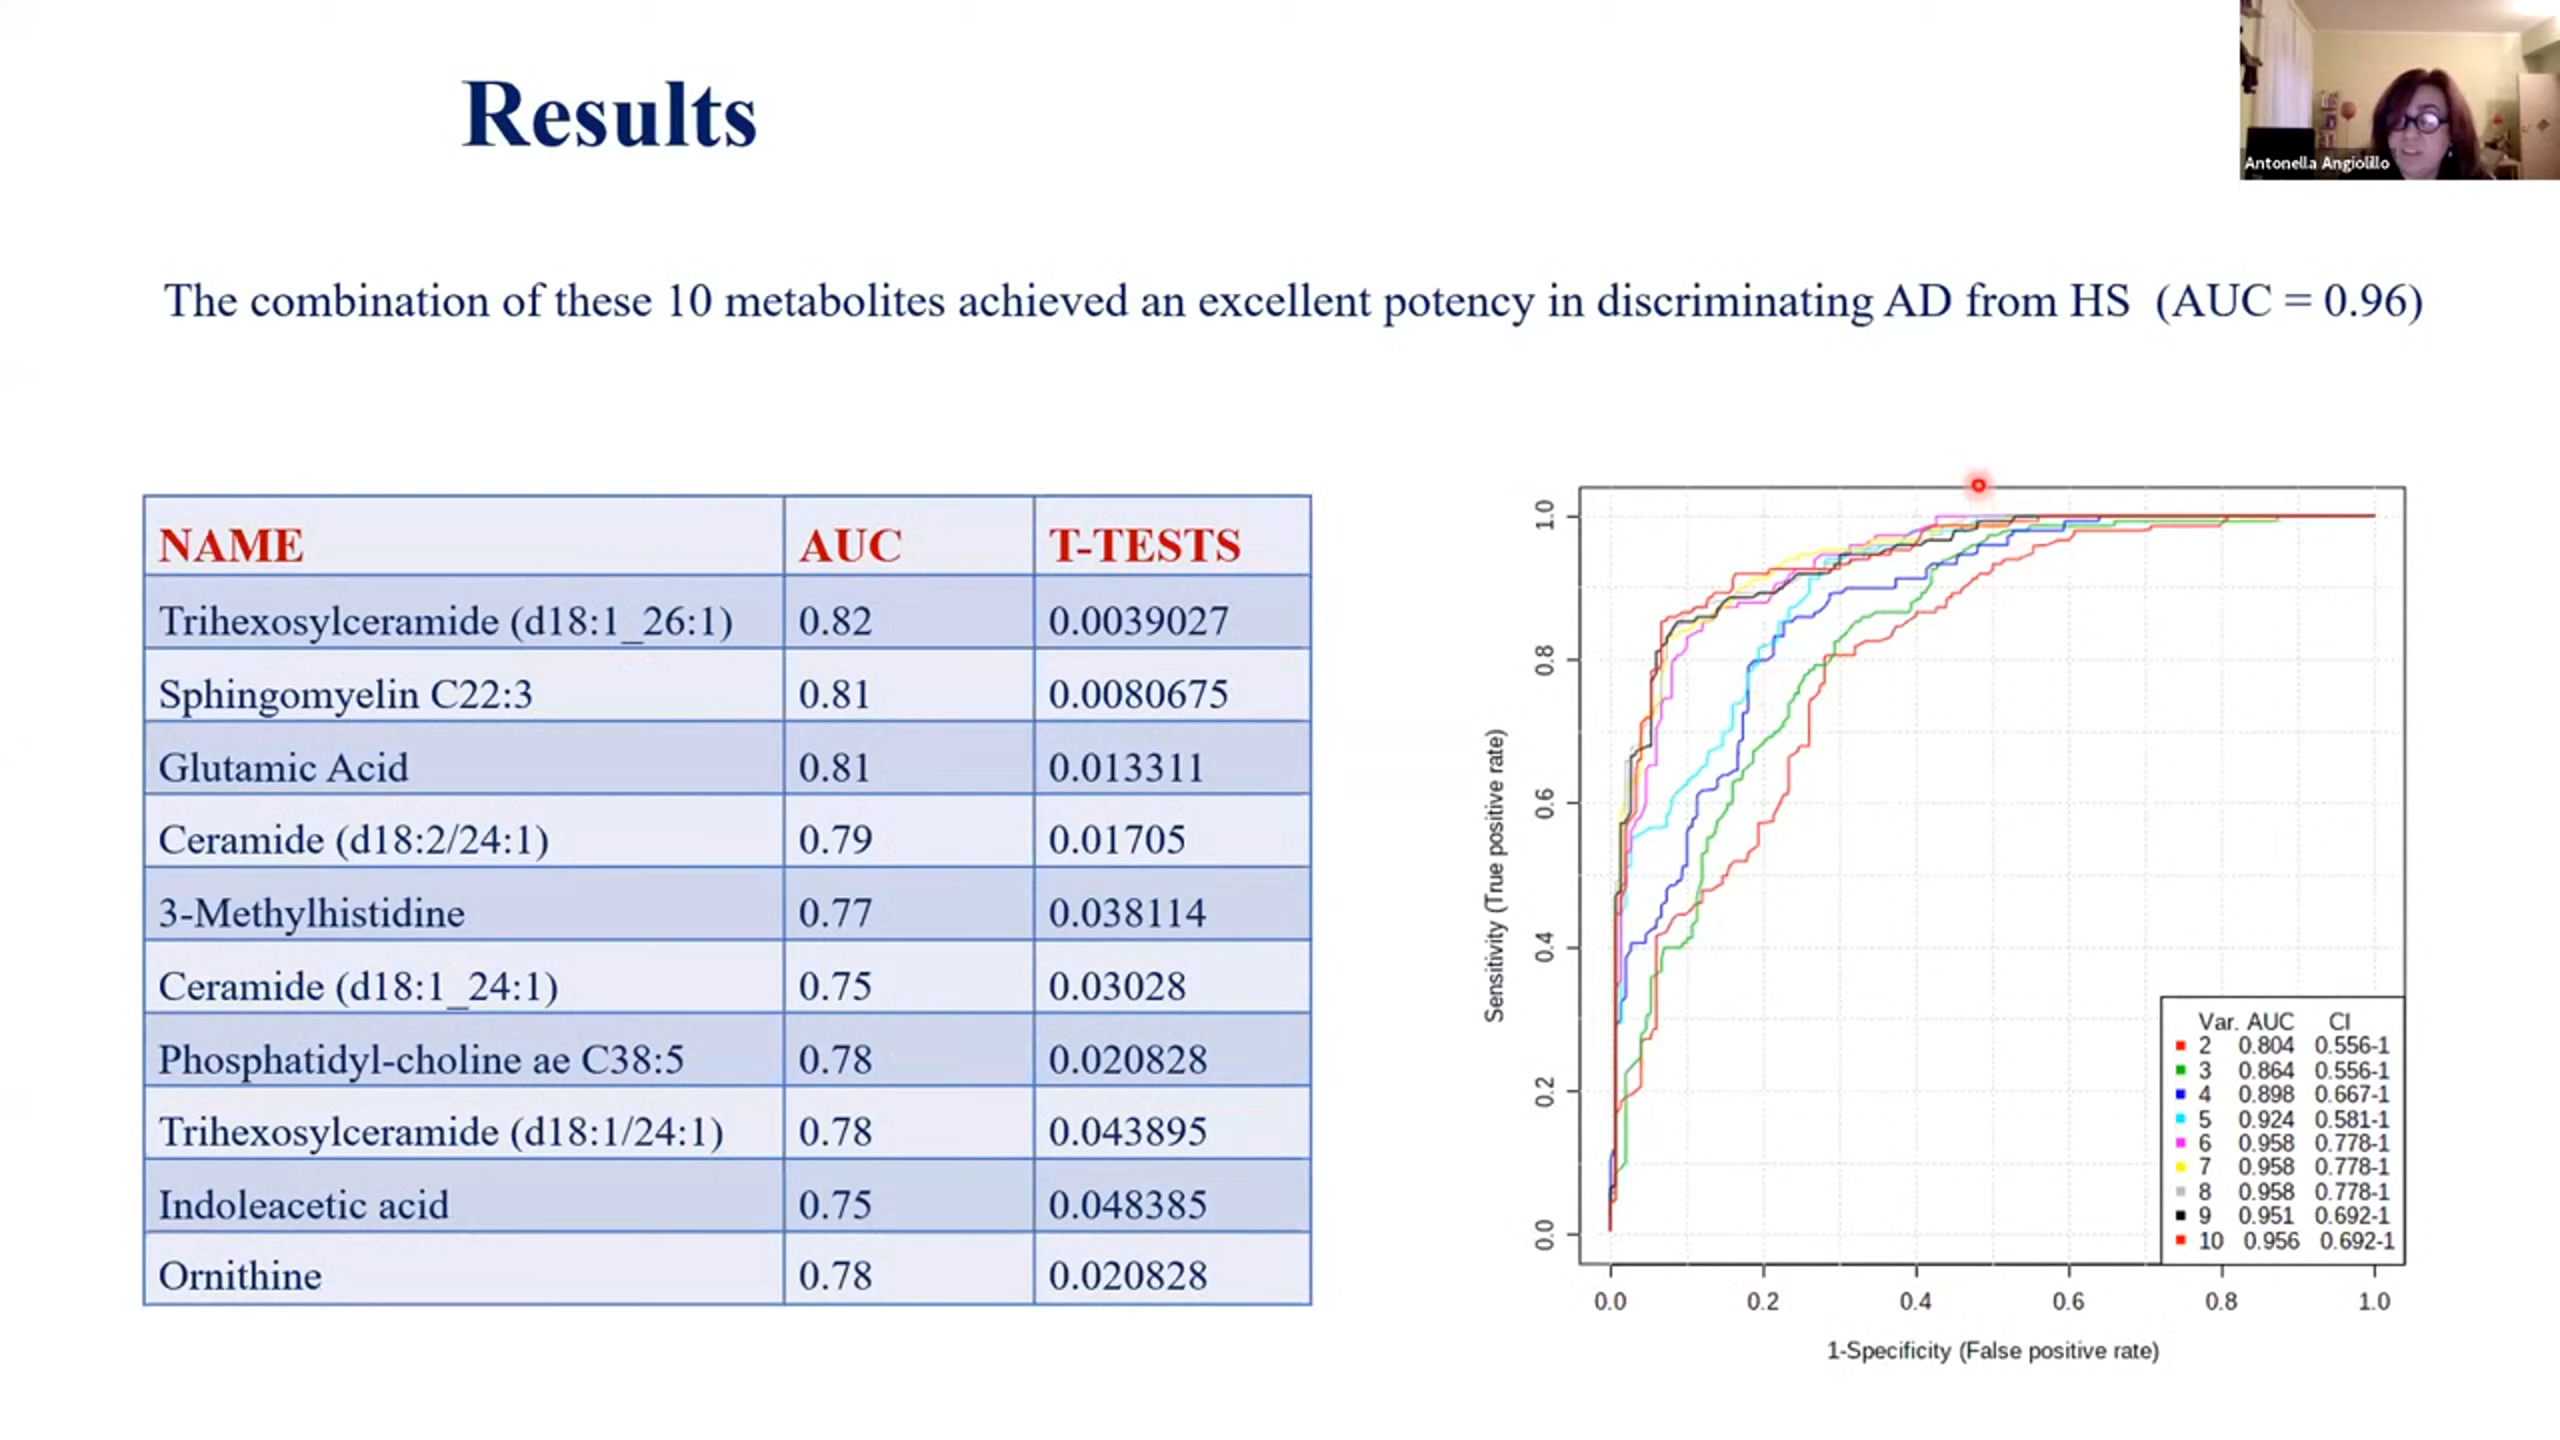 Results
Antonella Angiolillo
The combination of these 10 metabolites achieved an excellent potency in discriminating AD from HS (AUC = 0.96)
NAME AUC T-TESTS
Trihexosylceramide (d18:1_26:1) 0.82 0.0039027
Sphingomyelin C22:3 0.81 0.0080675
Glutamic Acid 0.81 0.013311
Ceramide (d18:2/24:1) 0.79 0.01705
3-Methylhistidine 0.77 0.038114
Ceramide (d18:1_24:1) 0.75 0.03028
Phosphatidyl-choline ae C38:5 0.78 0.020828
Trihexosylceramide (d18:1/24:1) 0.78 0.043895
Indoleacetic acid 0.75 0.048385
Ornithine 0.78 0.020828
Sensitivity (True positive rate)
1.0
0.8
0.6
0.4
0.2
0.0
Var. AUC CI
2 0.804 0.556-1
3 0.864 0.556-1
4 0.898 0.667-1
5 0.924 0.581-1
6 0.958 0.778-1
7 0.958 0.778-1
8 0.958 0.778-1
9 0.951 0.692-1
10 0.956 0.692-1
0.0 0.2 0.4 0.6 0.8 1.0
1-Specificity (False positive rate)